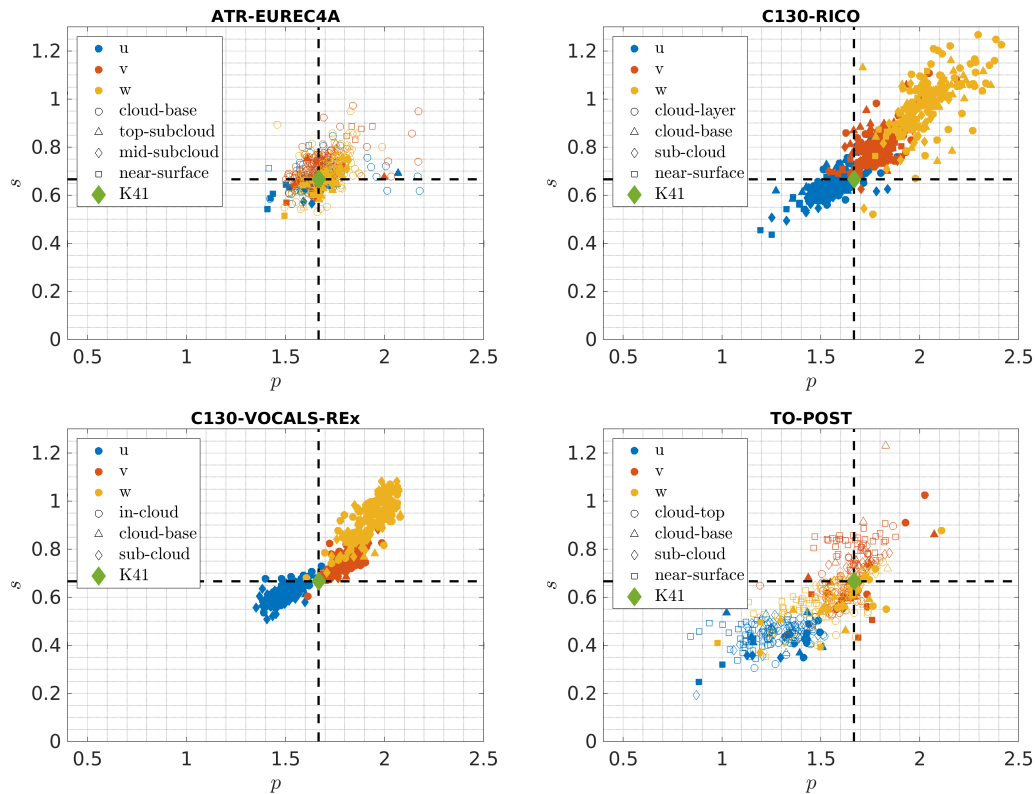 ATR-EUREC4A
u
v
w
cloud-base
top-subcloud
mid-subcloud
near-surface
K41
0
0.2
0.4
0.6
0.8
1
1.2
s
0.5
1
1.5
2
2.5
p
C130-RICO
u
v
w
cloud-layer
cloud-base
sub-cloud
near-surface
K41
0
0.2
0.4
0.6
0.8
1
1.2
s
0.5
1
1.5
2
2.5
p
C130-VOCALS-REx
u
v
w
in-cloud
cloud-base
sub-cloud
K41
0
0.2
0.4
0.6
0.8
1
1.2
s
0.5
1
1.5
2
2.5
p
TO-POST
u
v
w
cloud-top
cloud-base
sub-cloud
near-surface
K41
0
0.2
0.4
0.6
0.8
1
1.2
s
0.5
1
1.5
2
2.5
p